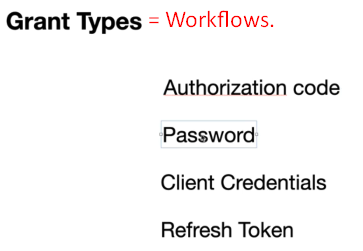 Grant Types = Workflows.
Authorization code
Password
Client Credentials
Refresh Token